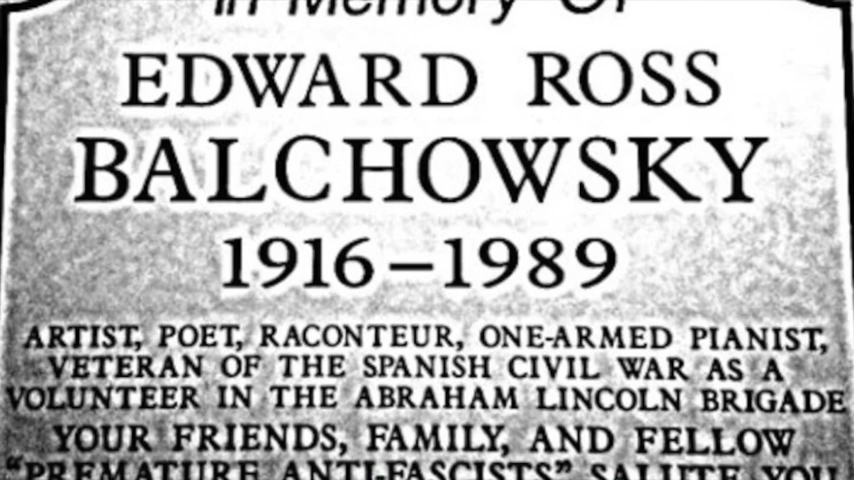 In Memory Of
EDWARD ROSS
BALCHOWSKY
1916–1989
ARTIST, POET, RACONTEUR, ONE-ARMED PIANIST,
VETERAN OF THE SPANISH CIVIL WAR AS A
VOLUNTEER IN THE ABRAHAM LINCOLN BRIGADE
YOUR FRIENDS, FAMILY, AND FELLOW
"PREMATURE ANTI-FASCISTS" SALUTE YOU